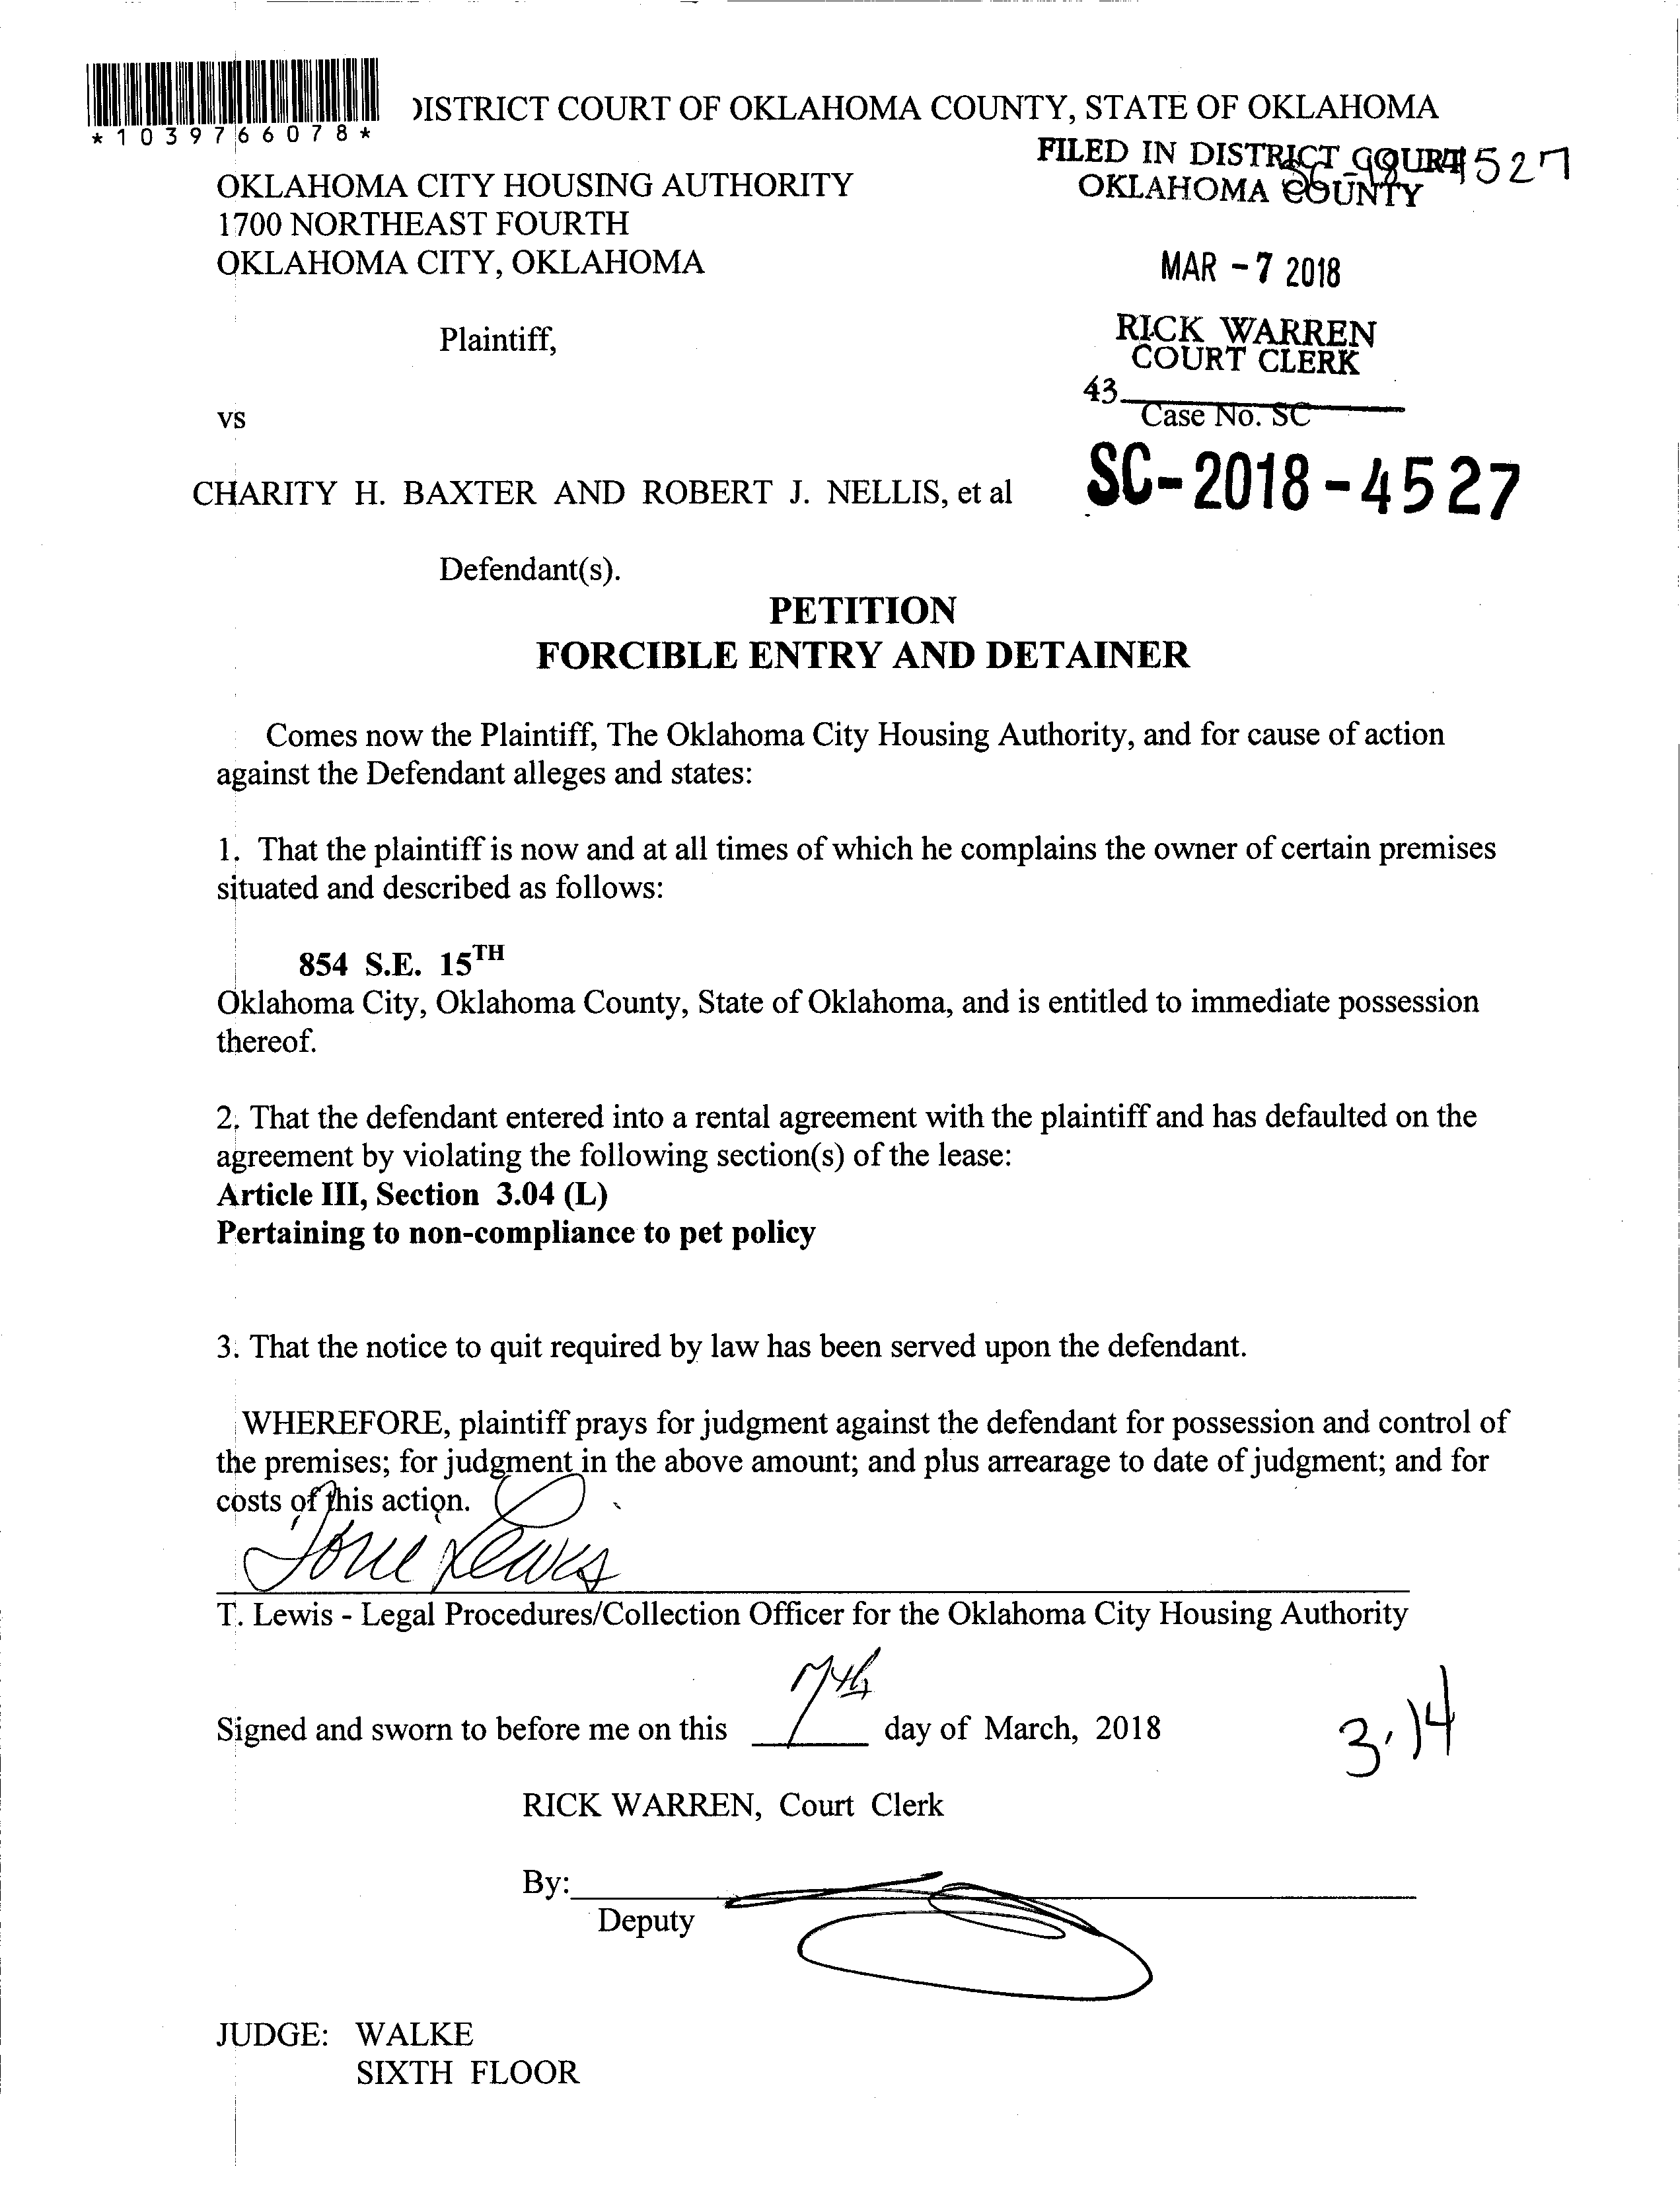 *1039766078*
DISTRICT COURT OF OKLAHOMA COUNTY, STATE OF OKLAHOMA
FILED IN DISTRICT COURT
OKLAHOMA COUNTY
SC-18-4527
OKLAHOMA CITY HOUSING AUTHORITY
1700 NORTHEAST FOURTH
OKLAHOMA CITY, OKLAHOMA
MAR -7 2018
Plaintiff,
RICK WARREN
COURT CLERK
43
Case No. SC
vs
SC-2018-4527
CHARITY H. BAXTER AND ROBERT J. NELLIS, et al
Defendant(s).
PETITION
FORCIBLE ENTRY AND DETAINER
Comes now the Plaintiff, The Oklahoma City Housing Authority, and for cause of action
against the Defendant alleges and states:
1. That the plaintiff is now and at all times of which he complains the owner of certain premises
situated and described as follows:
854 S.E. 15TH
Oklahoma City, Oklahoma County, State of Oklahoma, and is entitled to immediate possession
thereof.
2. That the defendant entered into a rental agreement with the plaintiff and has defaulted on the
agreement by violating the following section(s) of the lease:
Article III, Section 3.04 (L)
Pertaining to non-compliance to pet policy
3. That the notice to quit required by law has been served upon the defendant.
WHEREFORE, plaintiff prays for judgment against the defendant for possession and control of
the premises; for judgment in the above amount; and plus arrearage to date of judgment; and for
costs of this action.
T. Lewis - Legal Procedures/Collection Officer for the Oklahoma City Housing Authority
Signed and sworn to before me on this 7th day of March, 2018
3.14
RICK WARREN, Court Clerk
By:
Deputy
JUDGE: WALKE
SIXTH FLOOR